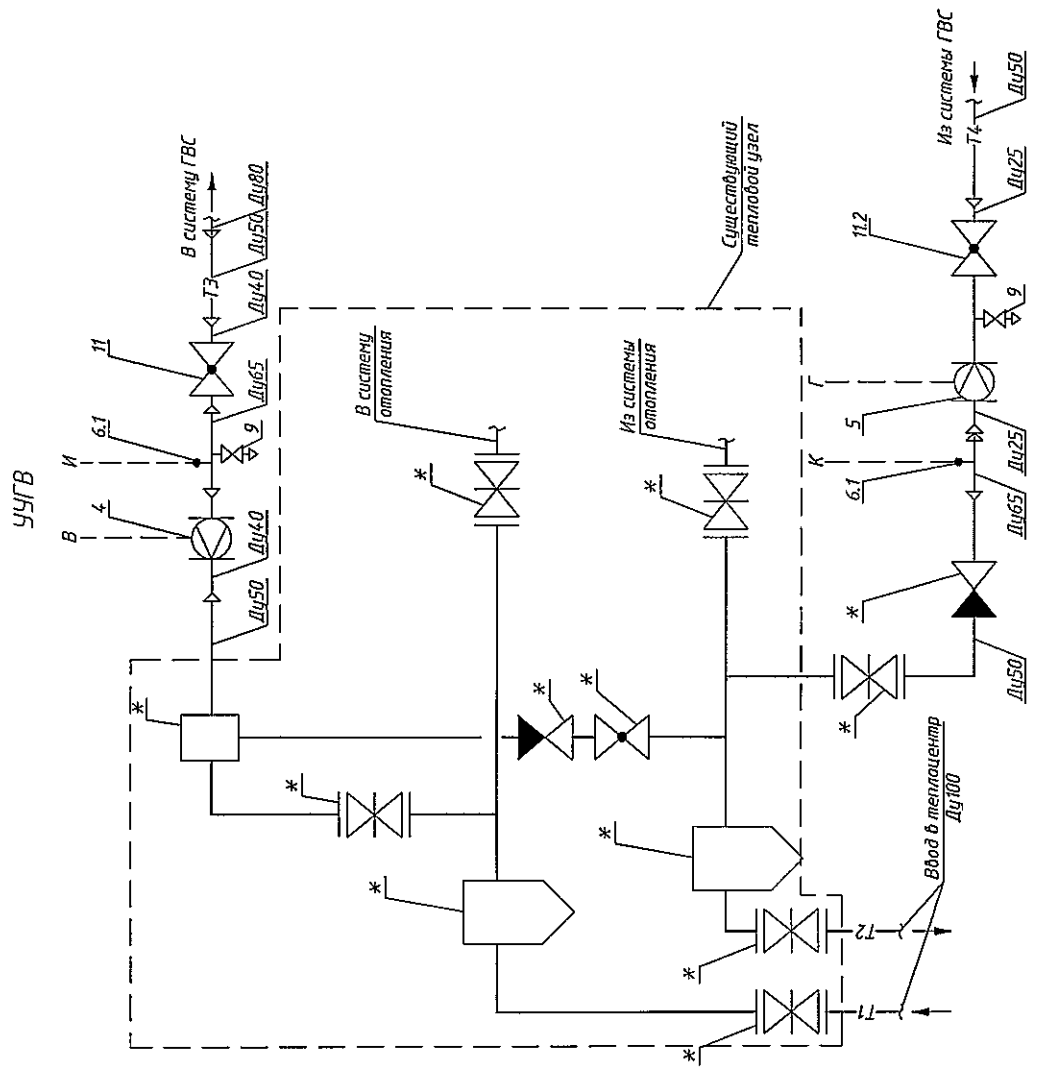 УУГВ
В
4
И
6.1
11
В систему ГВС
Т3
Ду50
Ду40
Ду65
9
Ду40
Ду50
Ду80
*
*
*
*
*
*
*
*
*
*
*
*
В систему
отопления
Из системы
отопления
Существующий
тепловой узел
Т1
Т2
Ввод в теплоцентр
Ду100
Ду50
Ду65
6.1
К
Ду25
5
Г
9
11.2
Ду25
Т4
Ду50
Из системы ГВС